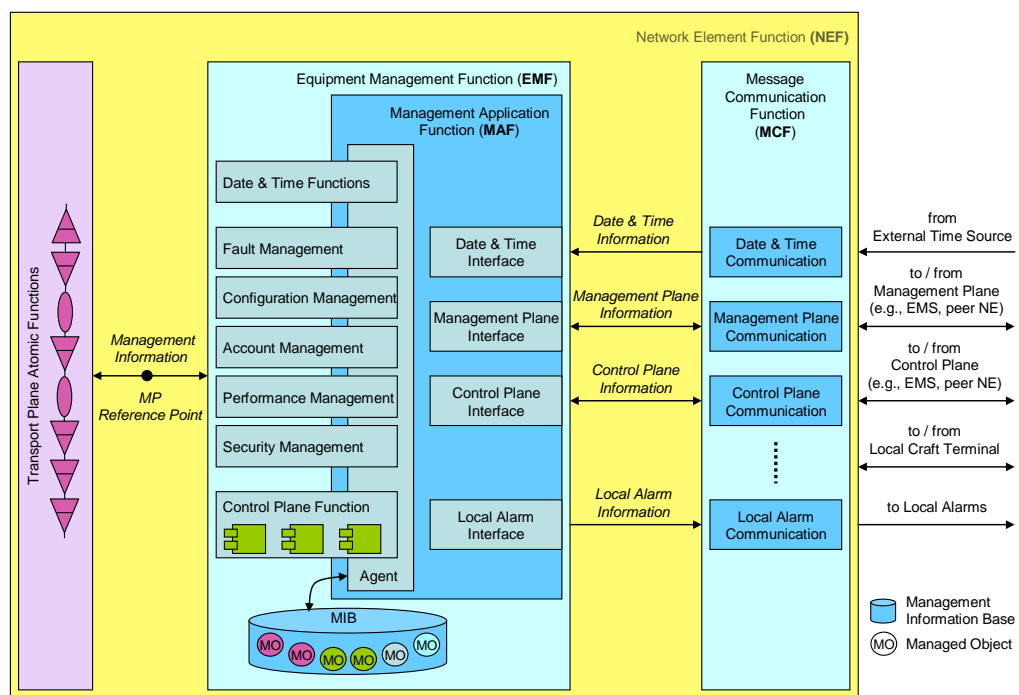 Network Element Function (NEF)
Equipment Management Function (EMF)
Message
Communication
Function
(MCF)
Management Application
Function (MAF)
Transport Plane Atomic Functions
Management
Information
MP
Reference Point
Date & Time Functions
Fault Management
Configuration Management
Account Management
Performance Management
Security Management
Control Plane Function
Agent
Date & Time
Interface
Management Plane
Interface
Control Plane
Interface
Local Alarm
Interface
Date & Time
Information
Management Plane
Information
Control Plane
Information
Local Alarm
Information
Date & Time
Communication
Management Plane
Communication
Control Plane
Communication
Local Alarm
Communication
from
External Time Source
to / from
Management Plane
(e.g., EMS, peer NE)
to / from
Control Plane
(e.g., EMS, peer NE)
to / from
Local Craft Terminal
to Local Alarms
MIB
MO
MO
MO
MO
MO
MO
Management
Information Base
MO
Managed Object